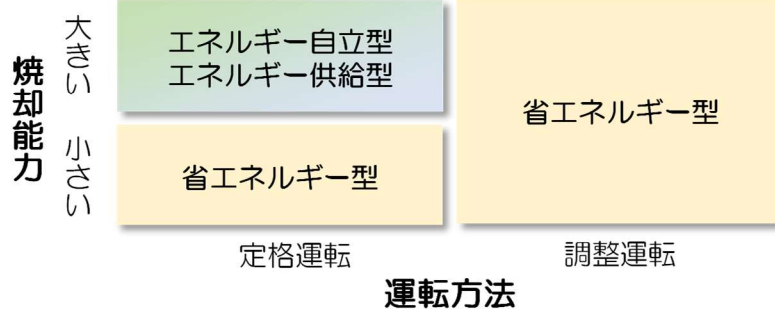 焼却能力
大きい
小さい
エネルギー自立型
エネルギー供給型
省エネルギー型
省エネルギー型
定格運転
調整運転
運転方法